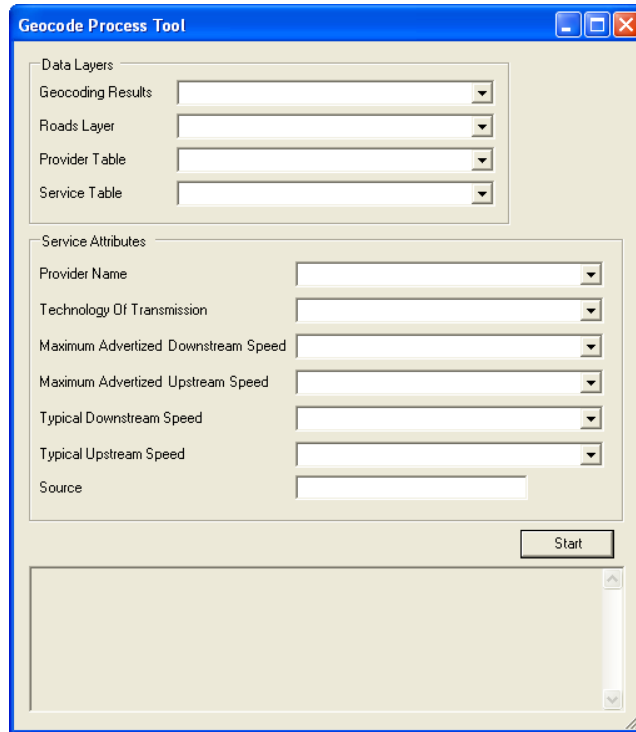 Geocode Process Tool
Data Layers
Geocoding Results
Roads Layer
Provider Table
Service Table
Service Attributes
Provider Name
Technology Of Transmission
Maximum Advertized Downstream Speed
Maximum Advertized Upstream Speed
Typical Downstream Speed
Typical Upstream Speed
Source
Start